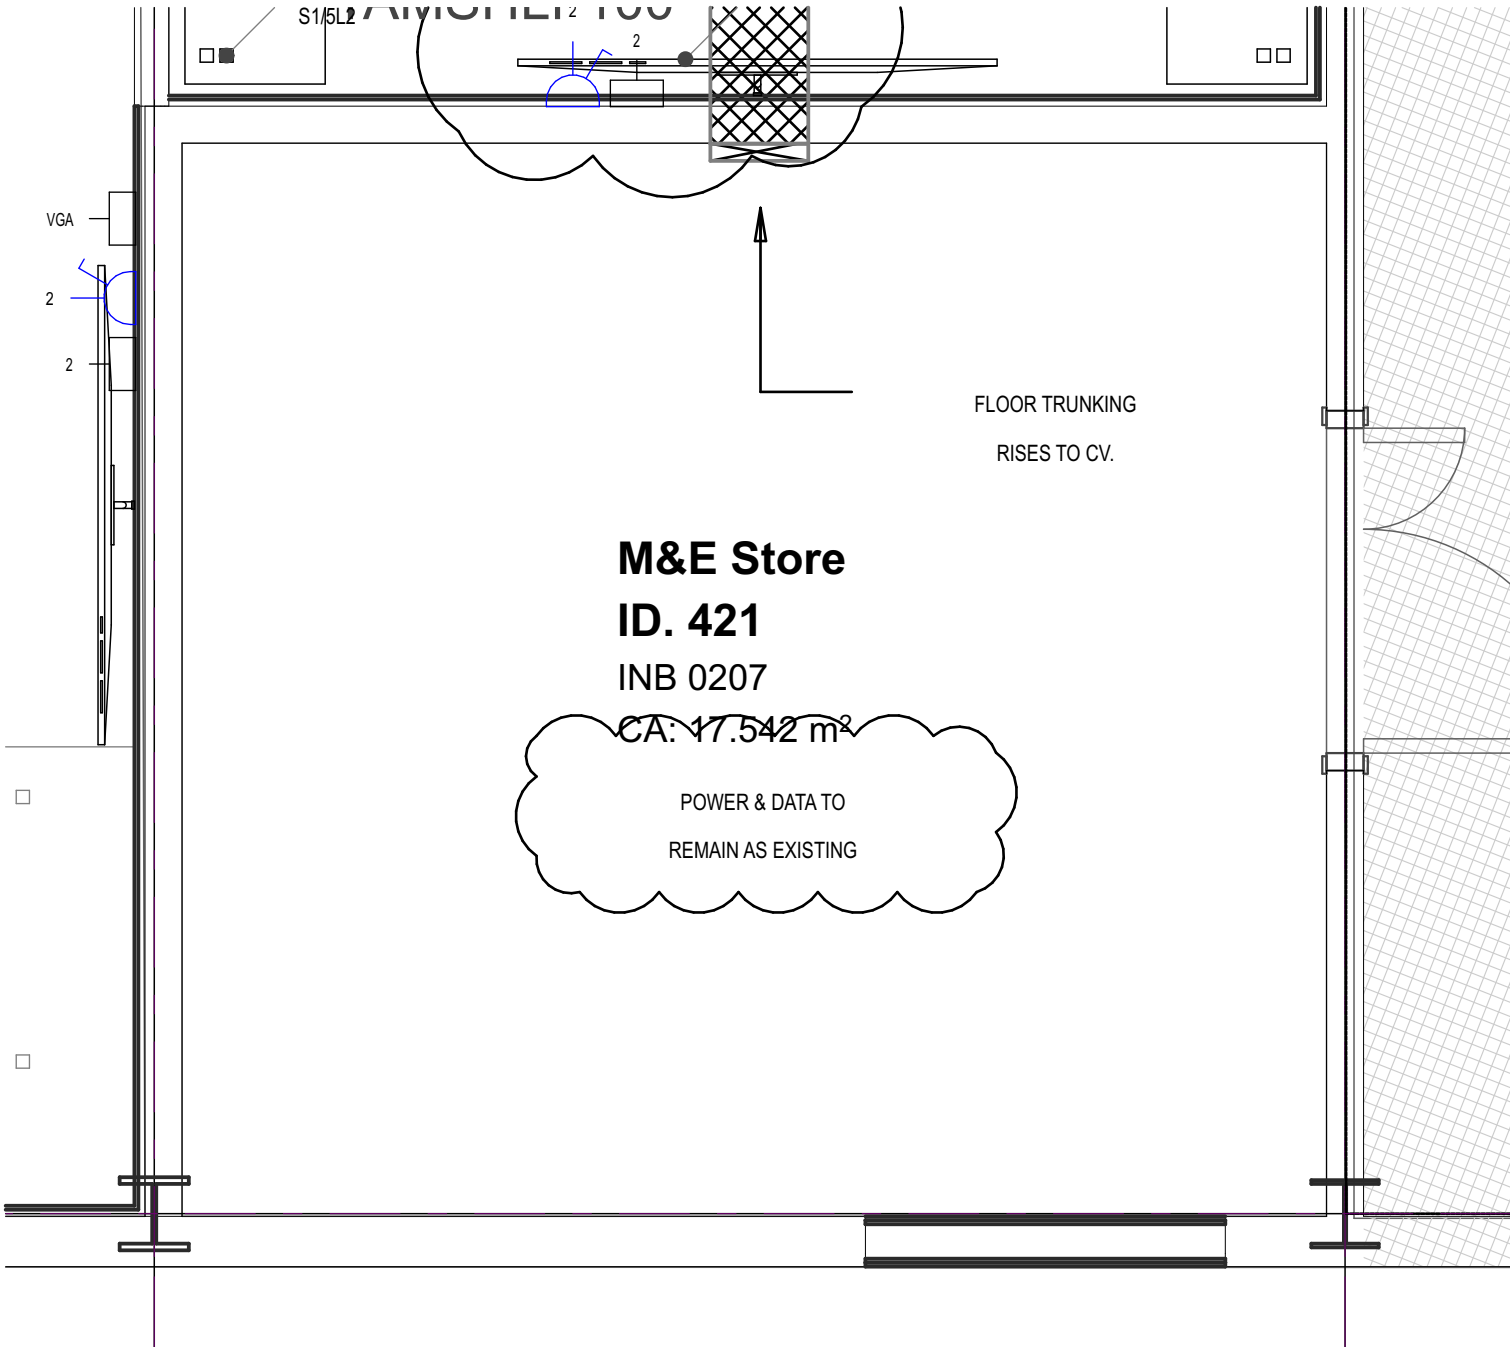 S1/5L2
2
2
VGA
2
2
FLOOR TRUNKING
RISES TO CV.
M&E Store
ID. 421
INB 0207
CA: 17.542 m²
POWER & DATA TO
REMAIN AS EXISTING